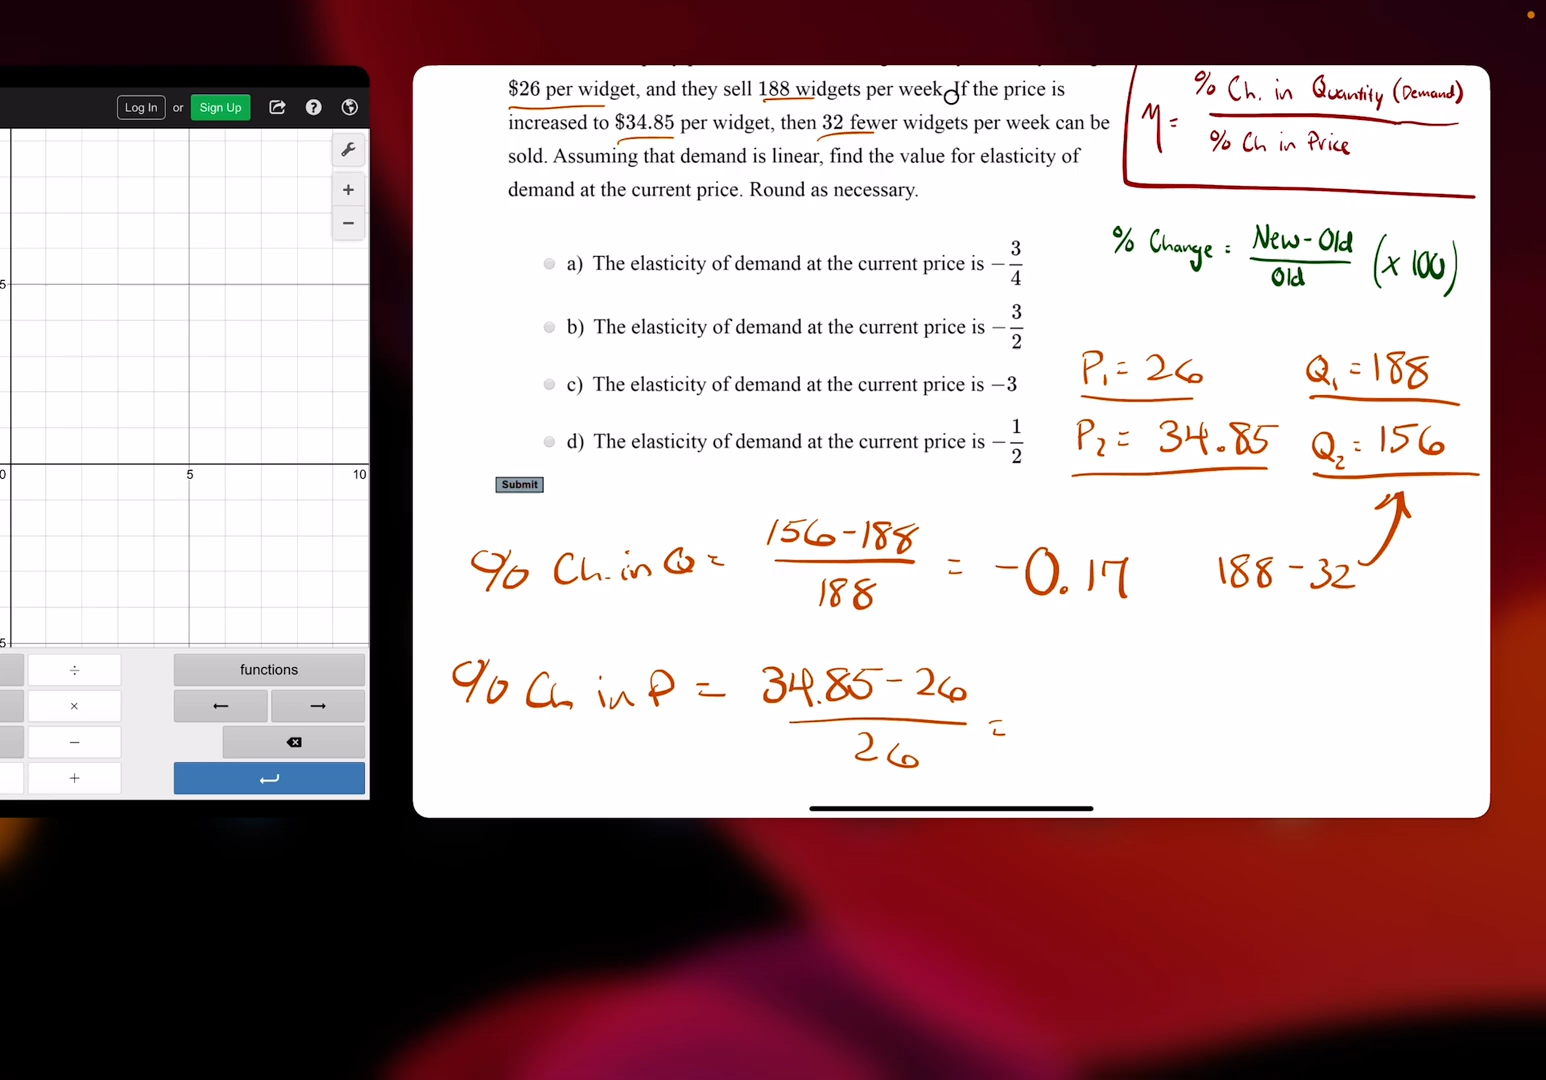 Log In or Sign Up
$26 per widget, and they sell 188 widgets per week. If the price is
increased to $34.85 per widget, then 32 fewer widgets per week can be
sold. Assuming that demand is linear, find the value for elasticity of
demand at the current price. Round as necessary.
η = % Ch. in Quantity (Demand)
% Ch in Price
% Change = New - Old
Old
(x 100)
a) The elasticity of demand at the current price is -3/4
b) The elasticity of demand at the current price is -3/2
c) The elasticity of demand at the current price is -3
d) The elasticity of demand at the current price is -1/2
Submit
P₁ = 26
Q₁ = 188
P₂ = 34.85
Q₂ = 156
% Ch. in Q = 156-188
188
= -0.17
188 - 32
% Ch in P = 34.85 - 26
26
=
5
0
5
10
5
÷
functions
×
←
→
−
+